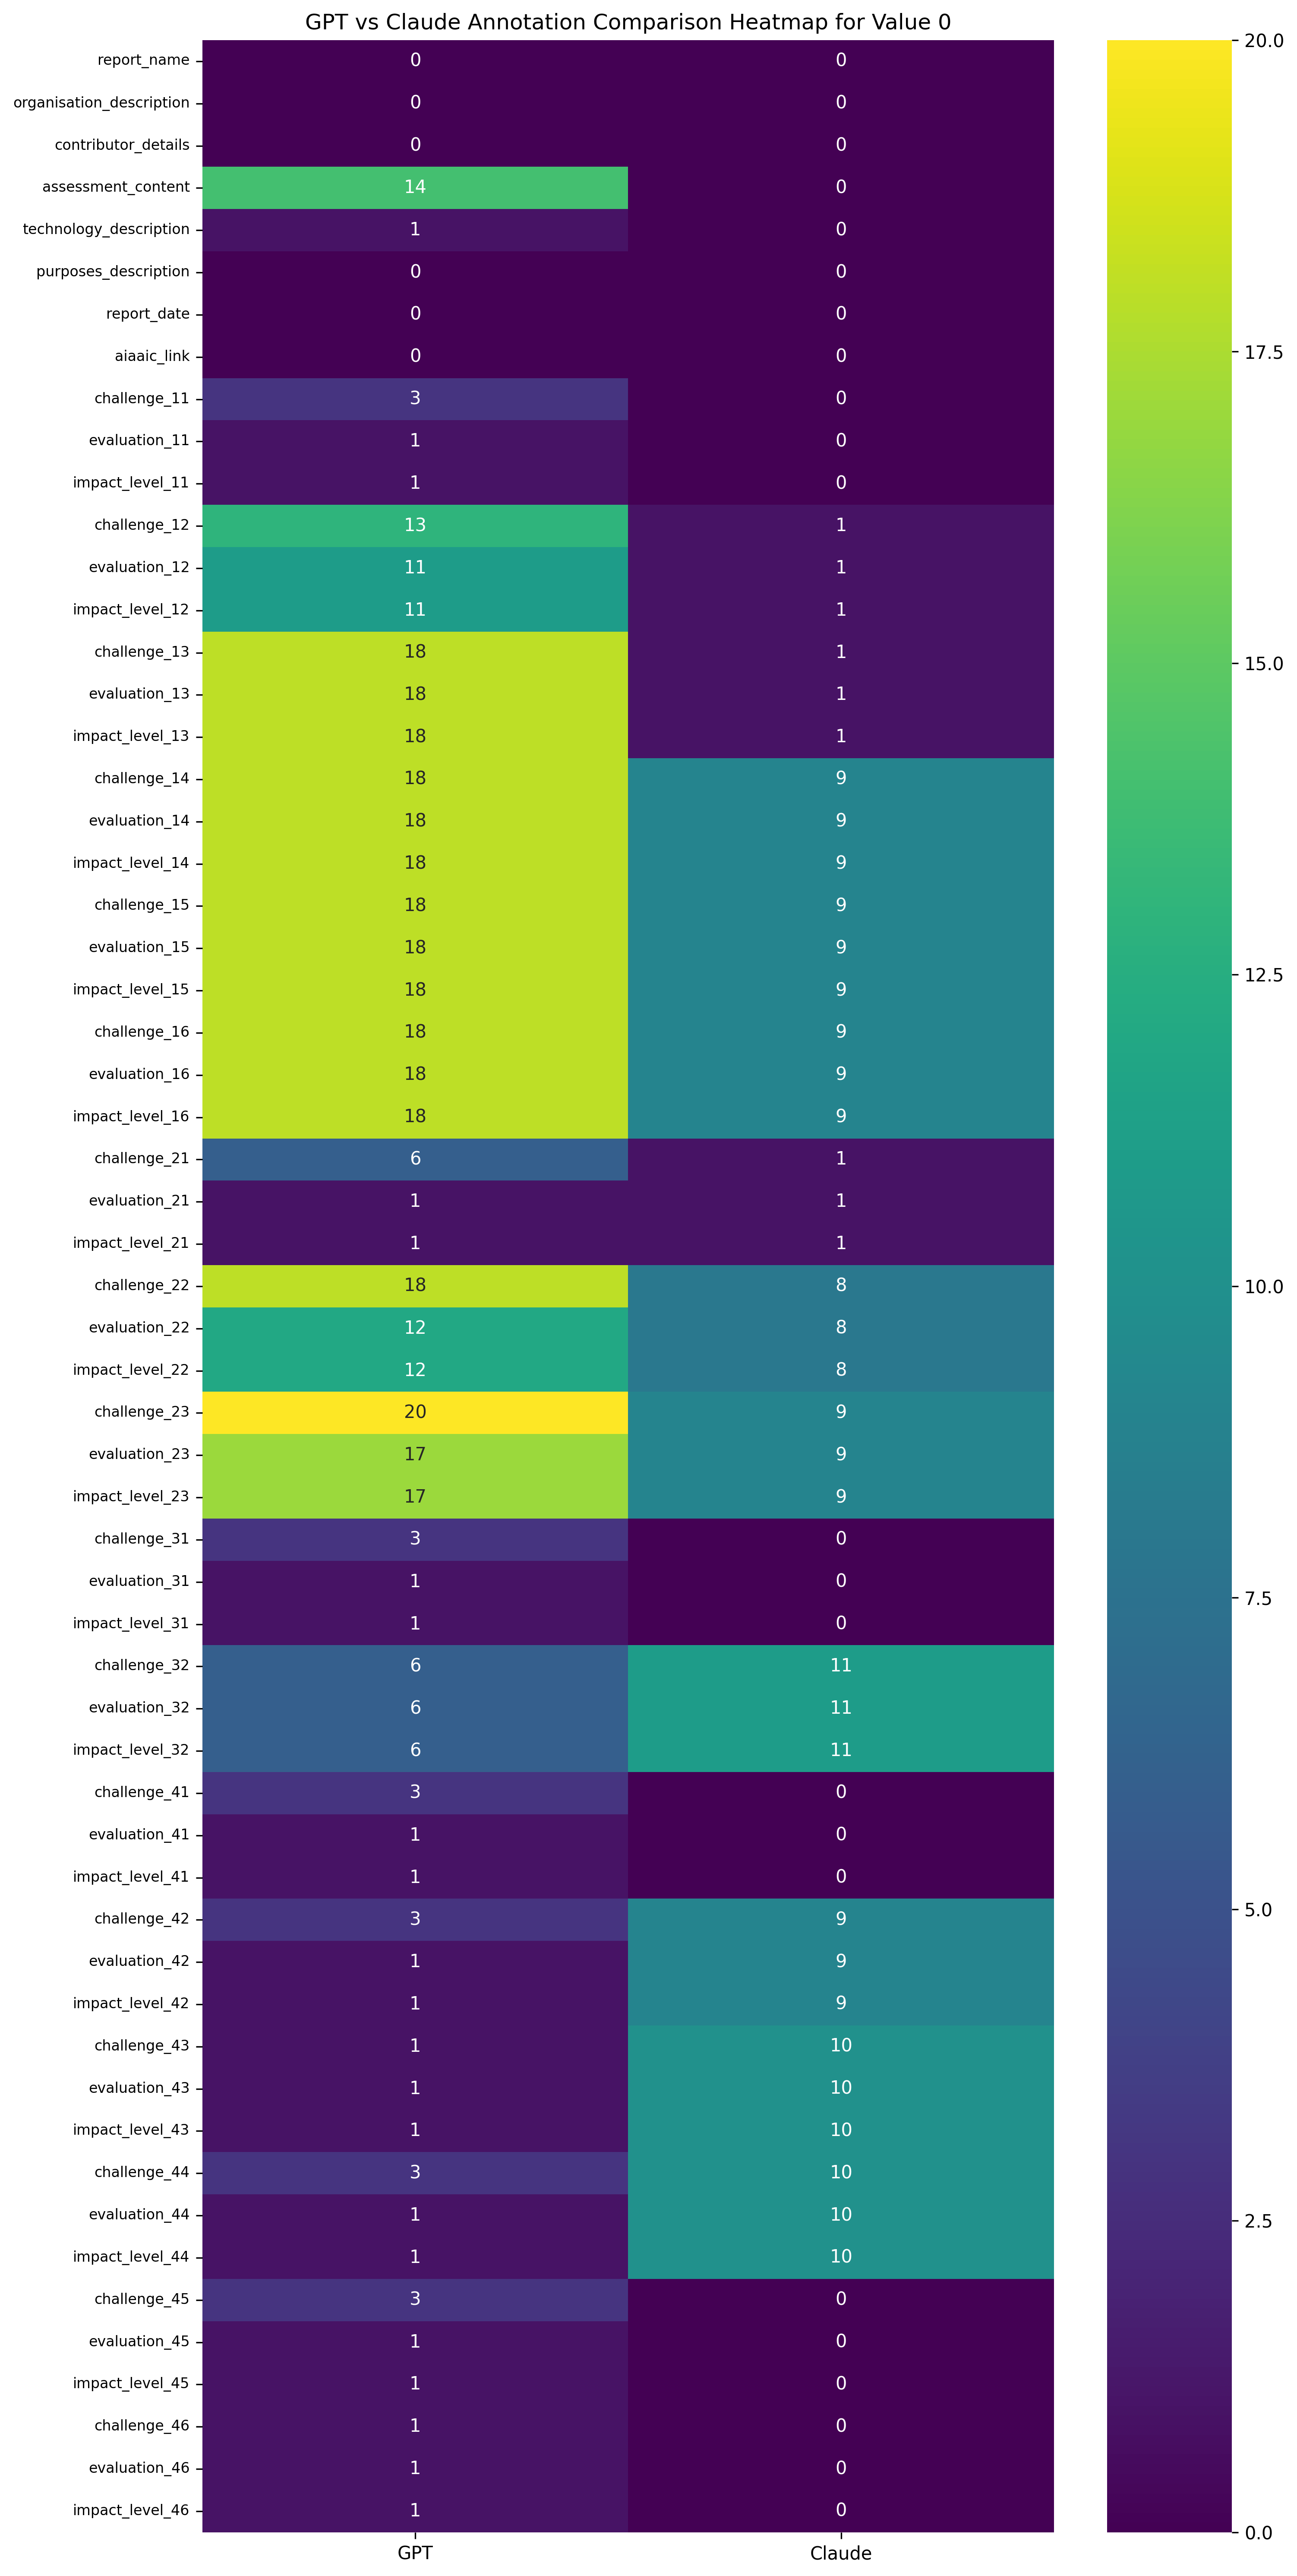 GPT vs Claude Annotation Comparison Heatmap for Value 0
report_name 0 0
organisation_description 0 0
contributor_details 0 0
assessment_content 14 0
technology_description 1 0
purposes_description 0 0
report_date 0 0
aiaaic_link 0 0
challenge_11 3 0
evaluation_11 1 0
impact_level_11 1 0
challenge_12 13 1
evaluation_12 11 1
impact_level_12 11 1
challenge_13 18 1
evaluation_13 18 1
impact_level_13 18 1
challenge_14 18 9
evaluation_14 18 9
impact_level_14 18 9
challenge_15 18 9
evaluation_15 18 9
impact_level_15 18 9
challenge_16 18 9
evaluation_16 18 9
impact_level_16 18 9
challenge_21 6 1
evaluation_21 1 1
impact_level_21 1 1
challenge_22 18 8
evaluation_22 12 8
impact_level_22 12 8
challenge_23 20 9
evaluation_23 17 9
impact_level_23 17 9
challenge_31 3 0
evaluation_31 1 0
impact_level_31 1 0
challenge_32 6 11
evaluation_32 6 11
impact_level_32 6 11
challenge_41 3 0
evaluation_41 1 0
impact_level_41 1 0
challenge_42 3 9
evaluation_42 1 9
impact_level_42 1 9
challenge_43 1 10
evaluation_43 1 10
impact_level_43 1 10
challenge_44 3 10
evaluation_44 1 10
impact_level_44 1 10
challenge_45 3 0
evaluation_45 1 0
impact_level_45 1 0
challenge_46 1 0
evaluation_46 1 0
impact_level_46 1 0
GPT Claude
20.0
17.5
15.0
12.5
10.0
7.5
5.0
2.5
0.0